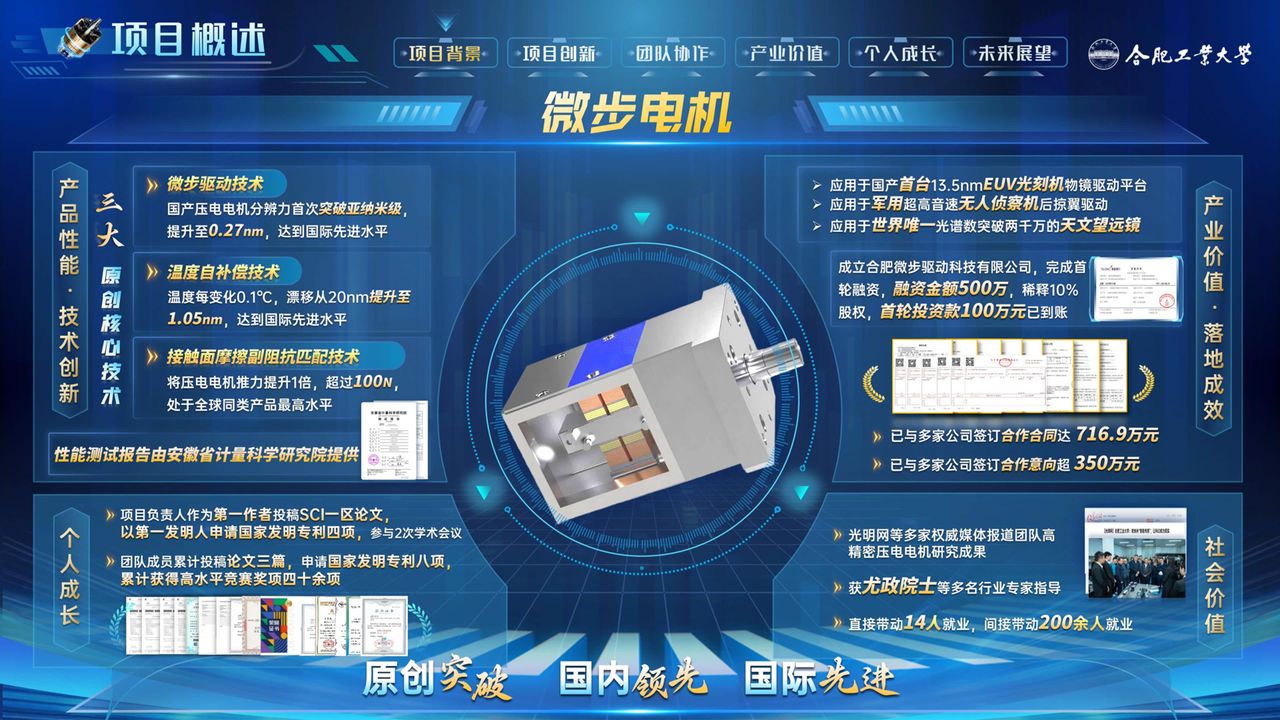 项目概述
项目背景
项目创新
团队协作
产业价值
个人成长
未来展望
合肥工业大学
微步电机
产品性能 技术创新
三大
原创核心技术
微步驱动技术
国产压电电机分辨力首次突破亚纳米级，
提升至0.27nm，达到国际先进水平
温度自补偿技术
温度每变化0.1℃，漂移从20nm提升至
1.05nm，达到国际先进水平
接触面摩擦副阻抗匹配技术
将压电电机推力提升1倍，超过200N，
处于全球同类产品最高水平
性能测试报告由安徽省计量科学研究院提供
产业价值·落地成效
应用于国产首台13.5nmEUV光刻机物镜驱动平台
应用于军用超高音速无人侦察机后掠翼驱动
应用于世界唯一光谱数突破两千万的天文望远镜
成立合肥微步驱动科技有限公司，完成首
轮融资，融资金额500万，稀释10%
股权，首轮投资款100万元已到账
已与多家公司签订合作合同达 716.9万元
已与多家公司签订合作意向超 350万元
个人成长
项目负责人作为第一作者投稿SCI一区论文，
以第一发明人申请国家发明专利四项，参与2次学术会议
团队成员累计投稿论文三篇，申请国家发明专利八项，
累计获得高水平竞赛奖项四十余项
社会价值
光明网等多家权威媒体报道团队高
精密压电电机研究成果
获尤政院士等多名行业专家指导
直接带动14人就业，间接带动200余人就业
原创突破 国内领先 国际先进